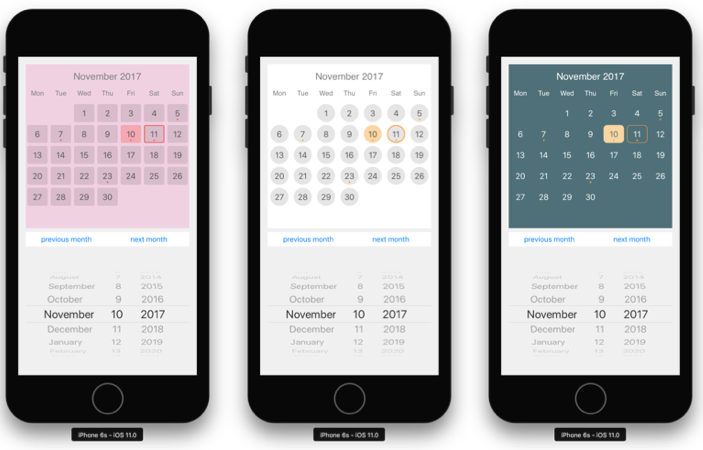 November 2017
Mon Tue Wed Thu Fri Sat Sun
1 2 3 4 5
6 7 8 9 10 11 12
13 14 15 16 17 18 19
20 21 22 23 24 25 26
27 28 29 30
previous month next month
August 7 2014
September 8 2015
October 9 2016
November 10 2017
December 11 2018
January 12 2019
February 13 2020
iPhone 6s - iOS 11.0
November 2017
Mon Tue Wed Thu Fri Sat Sun
1 2 3 4 5
6 7 8 9 10 11 12
13 14 15 16 17 18 19
20 21 22 23 24 25 26
27 28 29 30
previous month next month
August 7 2014
September 8 2015
October 9 2016
November 10 2017
December 11 2018
January 12 2019
February 13 2020
iPhone 6s - iOS 11.0
November 2017
Mon Tue Wed Thu Fri Sat Sun
1 2 3 4 5
6 7 8 9 10 11 12
13 14 15 16 17 18 19
20 21 22 23 24 25 26
27 28 29 30
previous month next month
August 7 2014
September 8 2015
October 9 2016
November 10 2017
December 11 2018
January 12 2019
February 13 2020
iPhone 6s - iOS 11.0